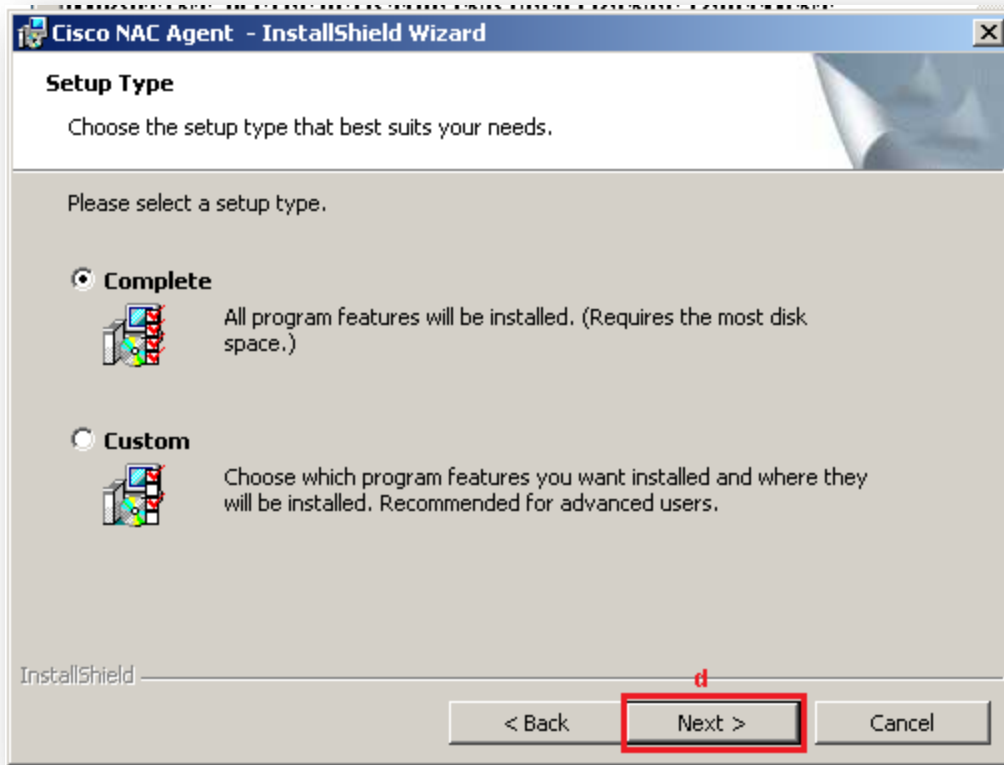 Cisco NAC Agent - InstallShield Wizard
Setup Type
Choose the setup type that best suits your needs.
Please select a setup type.
Complete
All program features will be installed. (Requires the most disk
space.)
Custom
Choose which program features you want installed and where they
will be installed. Recommended for advanced users.
InstallShield
d
< Back
Next >
Cancel